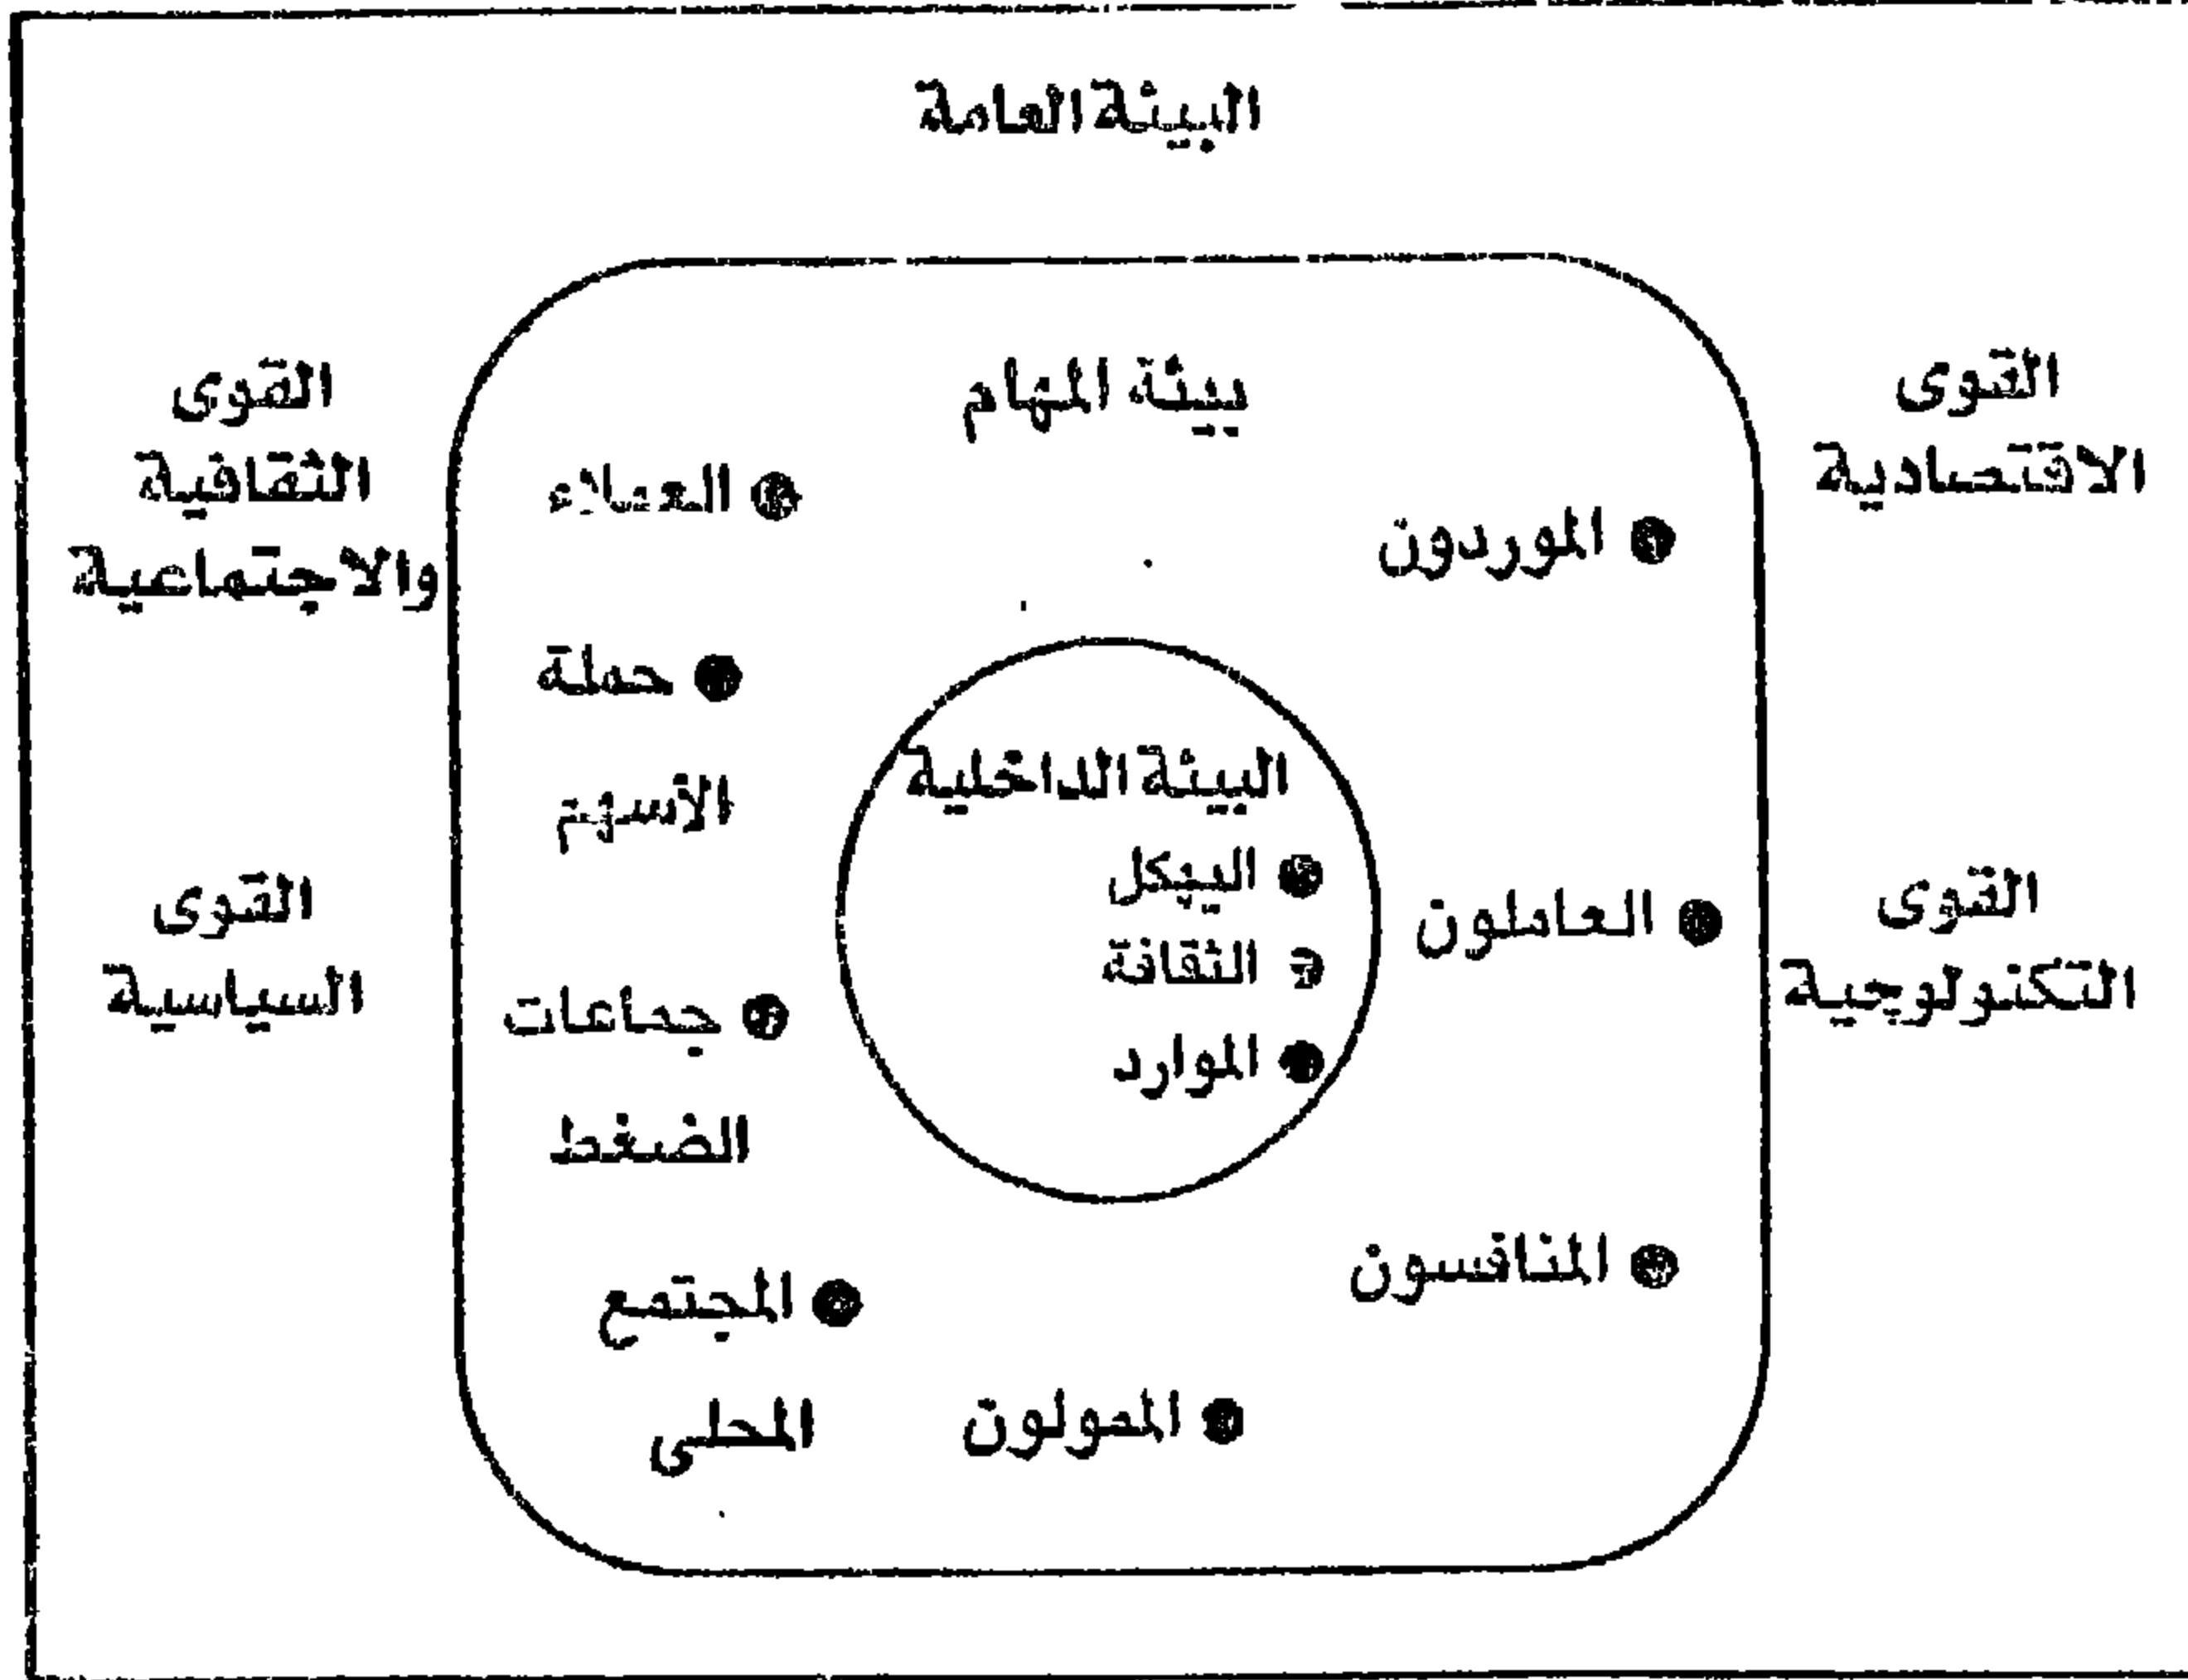 البيئة العامة
القوى
الاقتصادية
القوى
التكنولوجية
بيئة المهام
● الموردون
● العاملون
● المنافسون
● الممولون
● العملاء
● حملة
الأسهم
● جماعات
الضغط
● المجتمع
المحلى
البيئة الداخلية
● الهيكل
● الثقافة
● الموارد
القوى
الثقافية
والاجتماعية
القوى
السياسية